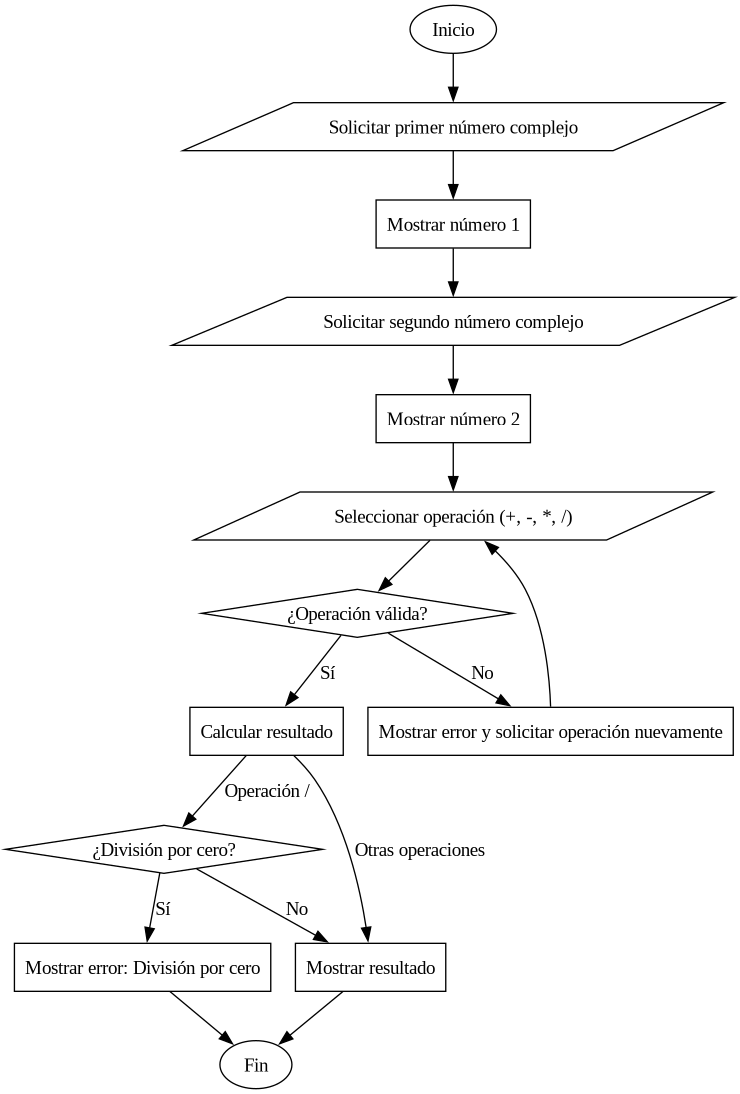 Inicio
Solicitar primer número complejo
Mostrar número 1
Solicitar segundo número complejo
Mostrar número 2
Seleccionar operación (+, -, *, /)
¿Operación válida?
Sí
No
Calcular resultado
Mostrar error y solicitar operación nuevamente
Operación /
¿División por cero?
Otras operaciones
Sí
No
Mostrar error: División por cero
Mostrar resultado
Fin